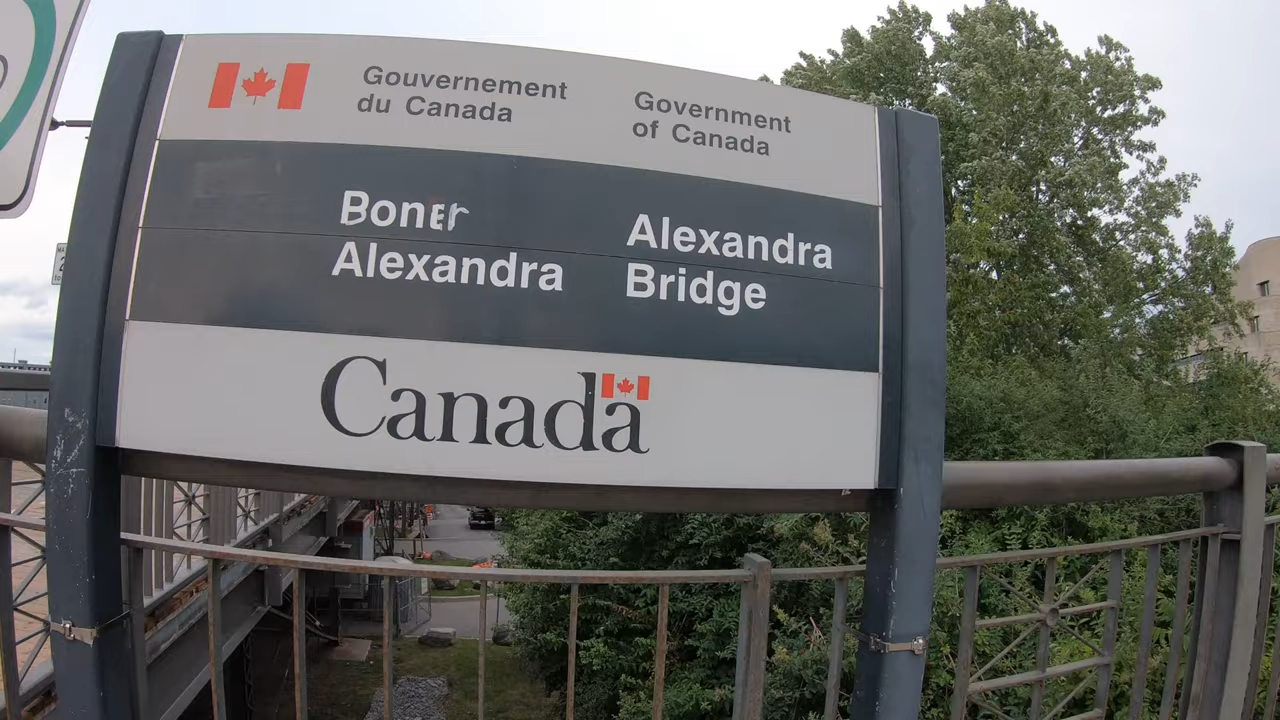 Gouvernement
du Canada
Government
of Canada
Boner
Alexandra
Alexandra
Bridge
Canada